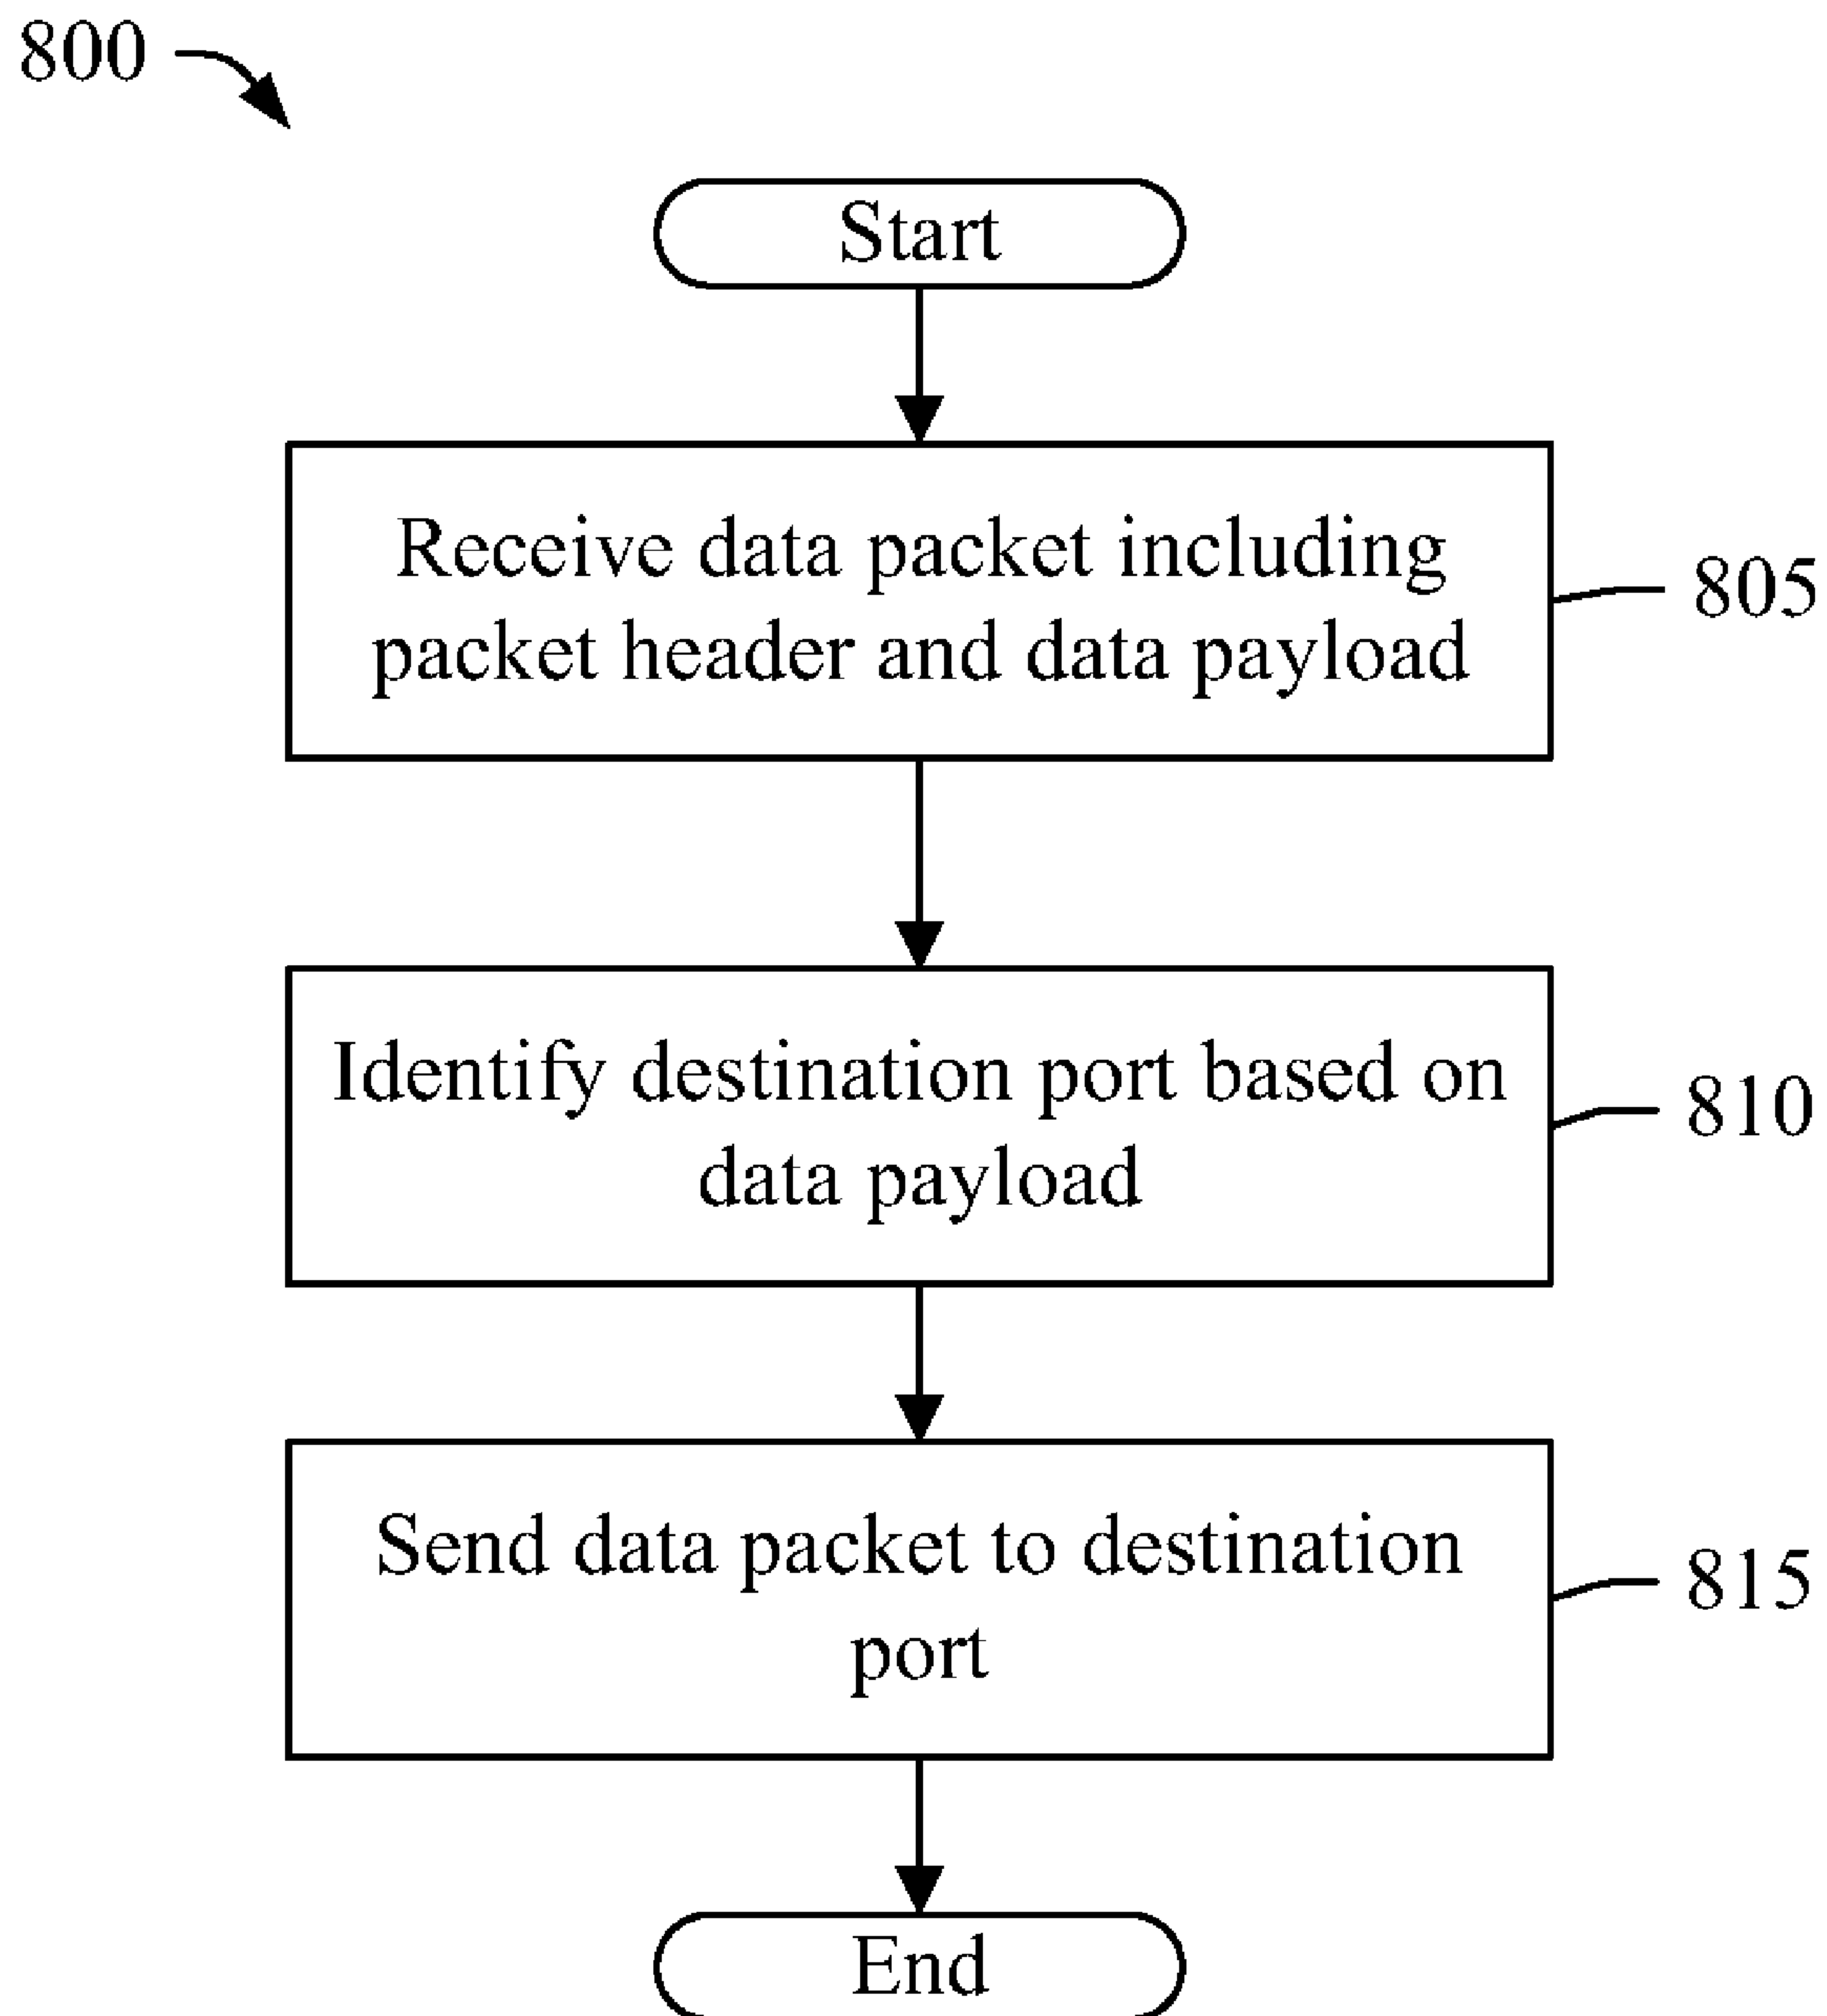 800
Start
Receive data packet including
packet header and data payload
805
Identify destination port based on
data payload
810
Send data packet to destination
port
815
End